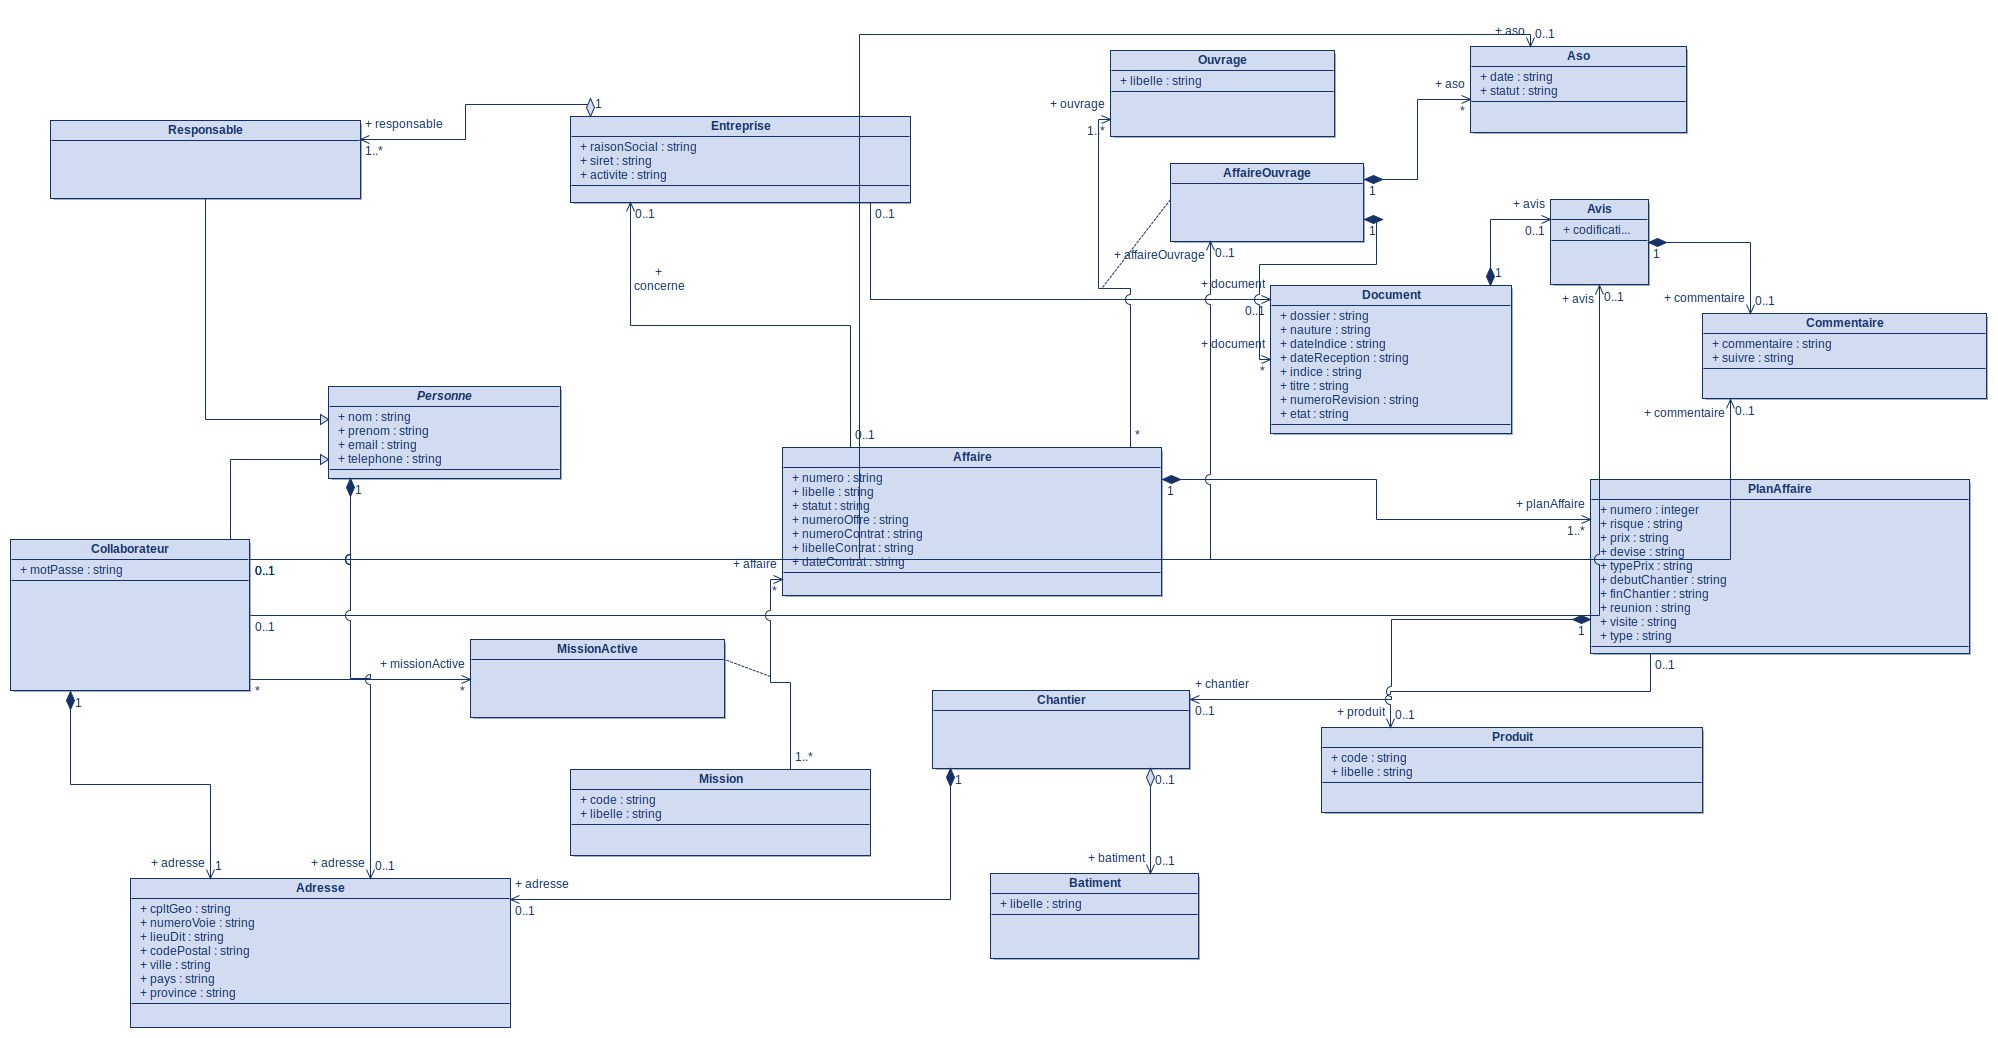 + aso
0..1
Ouvrage
+ libelle : string
Aso
+ date : string
+ statut : string
+ aso
*
+ ouvrage
1..*
1
Responsable
+ responsable
1..*
Entreprise
+ raisonSocial : string
+ siret : string
+ activite : string
0..1
0..1
AffaireOuvrage
1
1
+ affaireOuvrage
0..1
+ avis
0..1
Avis
+ codificati...
1
+ concerne
+ document
0..1
+ document
*
1
Document
+ dossier : string
+ nauture : string
+ dateIndice : string
+ dateReception : string
+ indice : string
+ titre : string
+ numeroRevision : string
+ etat : string
+ avis
0..1
+ commentaire
0..1
Commentaire
+ commentaire : string
+ suivre : string
+ commentaire
0..1
Personne
+ nom : string
+ prenom : string
+ email : string
+ telephone : string
1
0..1
*
Affaire
+ numero : string
+ libelle : string
+ statut : string
+ numeroOffre : string
+ numeroContrat : string
+ libelleContrat : string
+ dateContrat : string
1
+ planAffaire
1..*
PlanAffaire
+ numero : integer
+ risque : string
+ prix : string
+ devise : string
+ typePrix : string
+ debutChantier : string
+ finChantier : string
+ reunion : string
+ visite : string
+ type : string
1
0..1
Collaborateur
+ motPasse : string
0..1
0..1
*
1
+ affaire
*
+ missionActive
*
MissionActive
1..*
Mission
+ code : string
+ libelle : string
Chantier
+ chantier
0..1
1
0..1
+ produit
0..1
Produit
+ code : string
+ libelle : string
+ batiment
0..1
Batiment
+ libelle : string
+ adresse
1
+ adresse
0..1
+ adresse
0..1
Adresse
+ cpltGeo : string
+ numeroVoie : string
+ lieuDit : string
+ codePostal : string
+ ville : string
+ pays : string
+ province : string